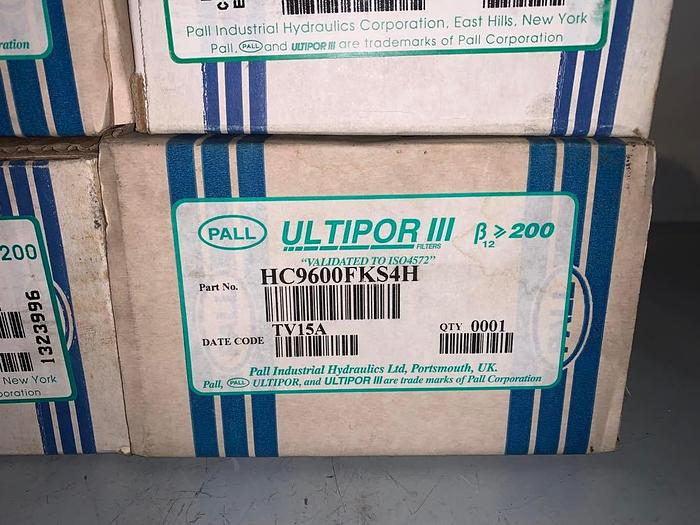 Pall Industrial Hydraulics Corporation, East Hills, New York
Pall, PALL and ULTIPOR III are trademarks of Pall Corporation
ration
200
1323996
New York
poration
PALL ULTIPOR III FILTERS β12 ≥ 200
"VALIDATED TO ISO4572"
Part No. HC9600FKS4H
DATE CODE TV15A QTY 0001
Pall Industrial Hydraulics Ltd, Portsmouth, UK.
Pall, PALL ULTIPOR, and ULTIPOR III are trade marks of Pall Corporation